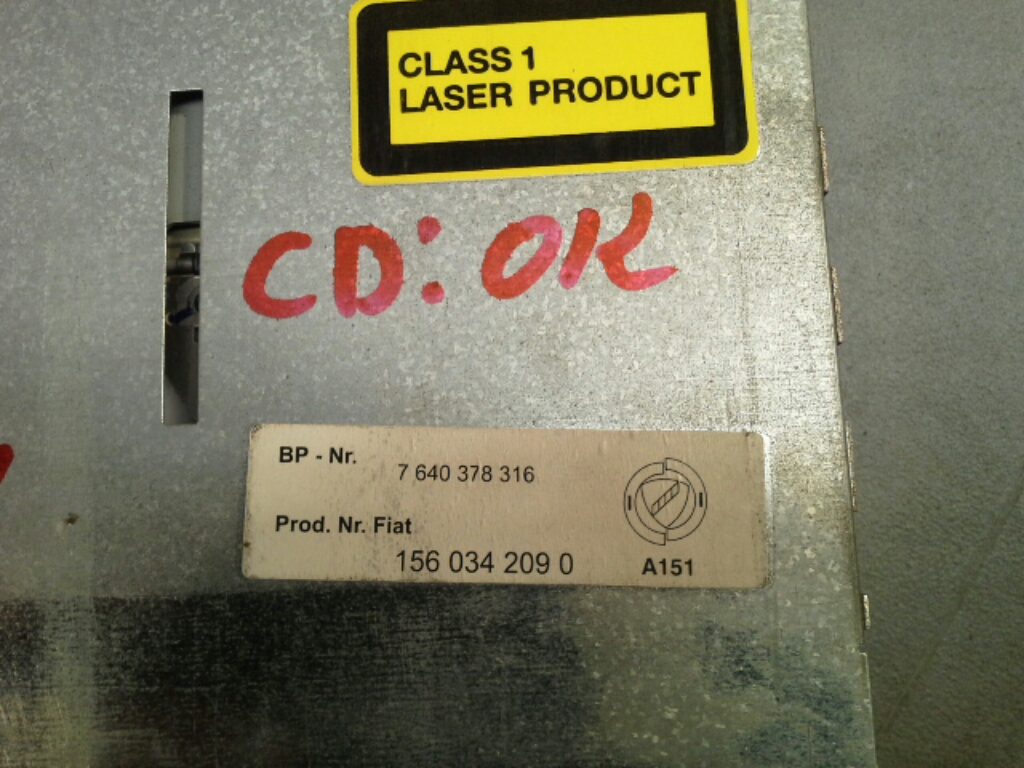 CLASS 1
LASER PRODUCT
CD: OK
BP - Nr.
7 640 378 316
Prod. Nr. Fiat
156 034 209 0
A151